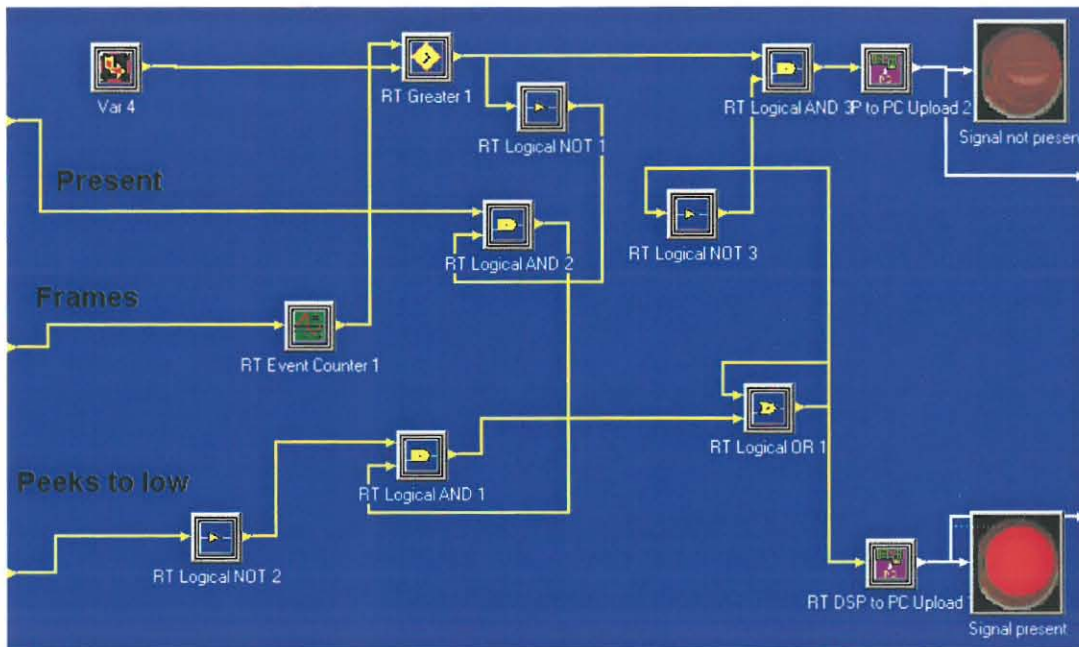 Var 4
RT Greater 1
RT Logical AND 3
P to PC Upload 2
Signal not present
RT Logical NOT 1
Present
RT Logical AND 2
RT Logical NOT 3
Frames
RT Event Counter 1
RT Logical OR 1
Peeks to low
RT Logical AND 1
RT Logical NOT 2
RT DSP to PC Upload
Signal present